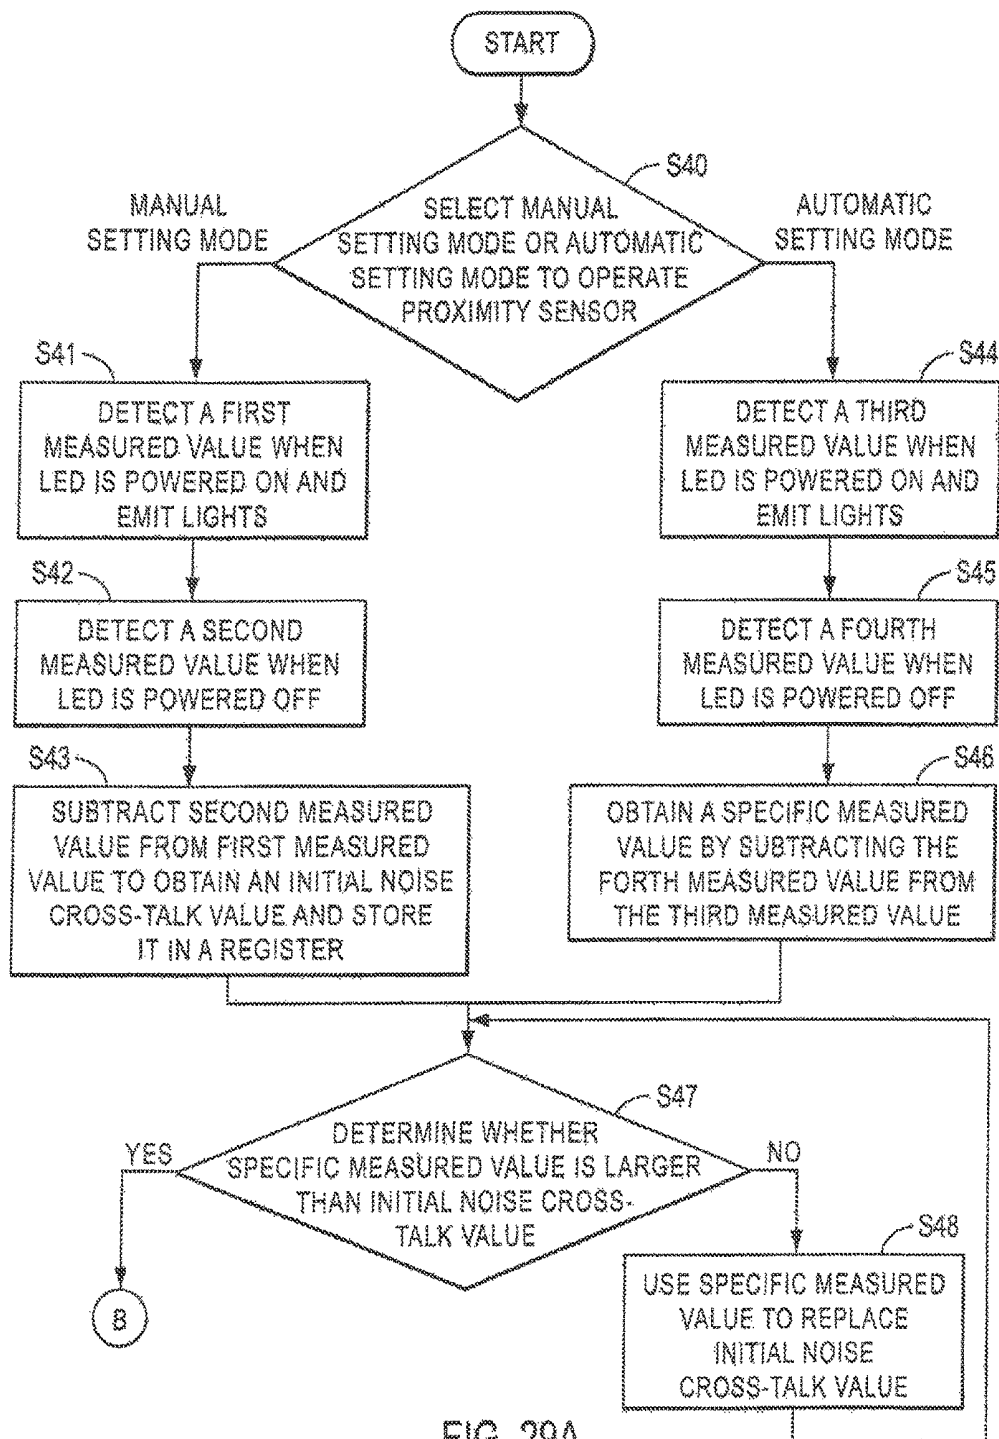 START
S40
SELECT MANUAL
SETTING MODE OR AUTOMATIC
SETTING MODE TO OPERATE
PROXIMITY SENSOR
MANUAL
SETTING MODE
AUTOMATIC
SETTING MODE
S41
DETECT A FIRST
MEASURED VALUE WHEN
LED IS POWERED ON AND
EMIT LIGHTS
S42
DETECT A SECOND
MEASURED VALUE WHEN
LED IS POWERED OFF
S43
SUBTRACT SECOND MEASURED
VALUE FROM FIRST MEASURED
VALUE TO OBTAIN AN INITIAL NOISE
CROSS-TALK VALUE AND STORE
IT IN A REGISTER
S44
DETECT A THIRD
MEASURED VALUE WHEN
LED IS POWERED ON AND
EMIT LIGHTS
S45
DETECT A FOURTH
MEASURED VALUE WHEN
LED IS POWERED OFF
S46
OBTAIN A SPECIFIC MEASURED
VALUE BY SUBTRACTING THE
FORTH MEASURED VALUE FROM
THE THIRD MEASURED VALUE
S47
DETERMINE WHETHER
SPECIFIC MEASURED VALUE IS LARGER
THAN INITIAL NOISE CROSS-
TALK VALUE
YES
NO
B
S48
USE SPECIFIC MEASURED
VALUE TO REPLACE
INITIAL NOISE
CROSS-TALK VALUE
FIG. 29A